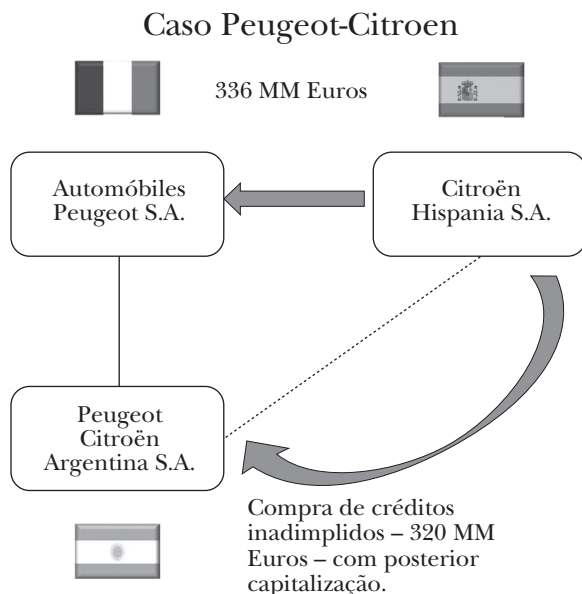 Caso Peugeot-Citroen
336 MM Euros
Automóbiles
Peugeot S.A.
Citroën
Hispania S.A.
Peugeot
Citroën
Argentina S.A.
Compra de créditos
inadimplidos – 320 MM
Euros – com posterior
capitalização.